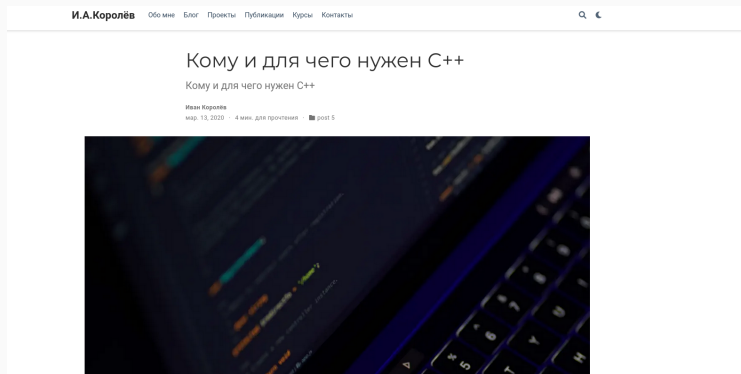 И.А.Королёв Обо мне Блог Проекты Публикации Курсы Контакты
Кому и для чего нужен C++
Кому и для чего нужен C++
Иван Королёв
мар. 13, 2020 · 4 мин. для прочтения · post 5